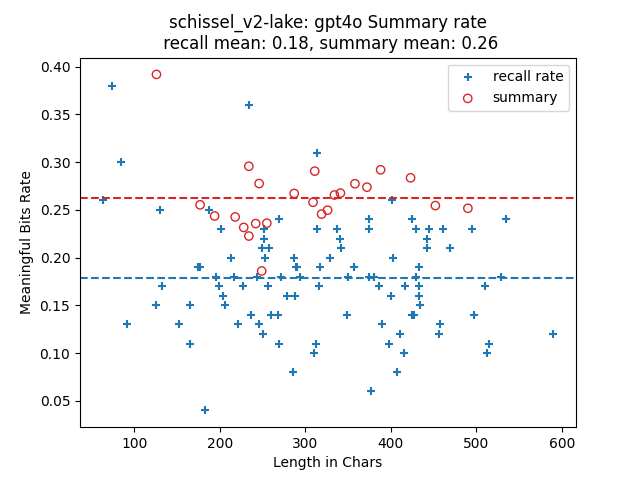 schissel_v2-lake: gpt4o Summary rate
recall mean: 0.18, summary mean: 0.26
recall rate
summary
Meaningful Bits Rate
0.40
0.35
0.30
0.25
0.20
0.15
0.10
0.05
100 200 300 400 500 600
Length in Chars